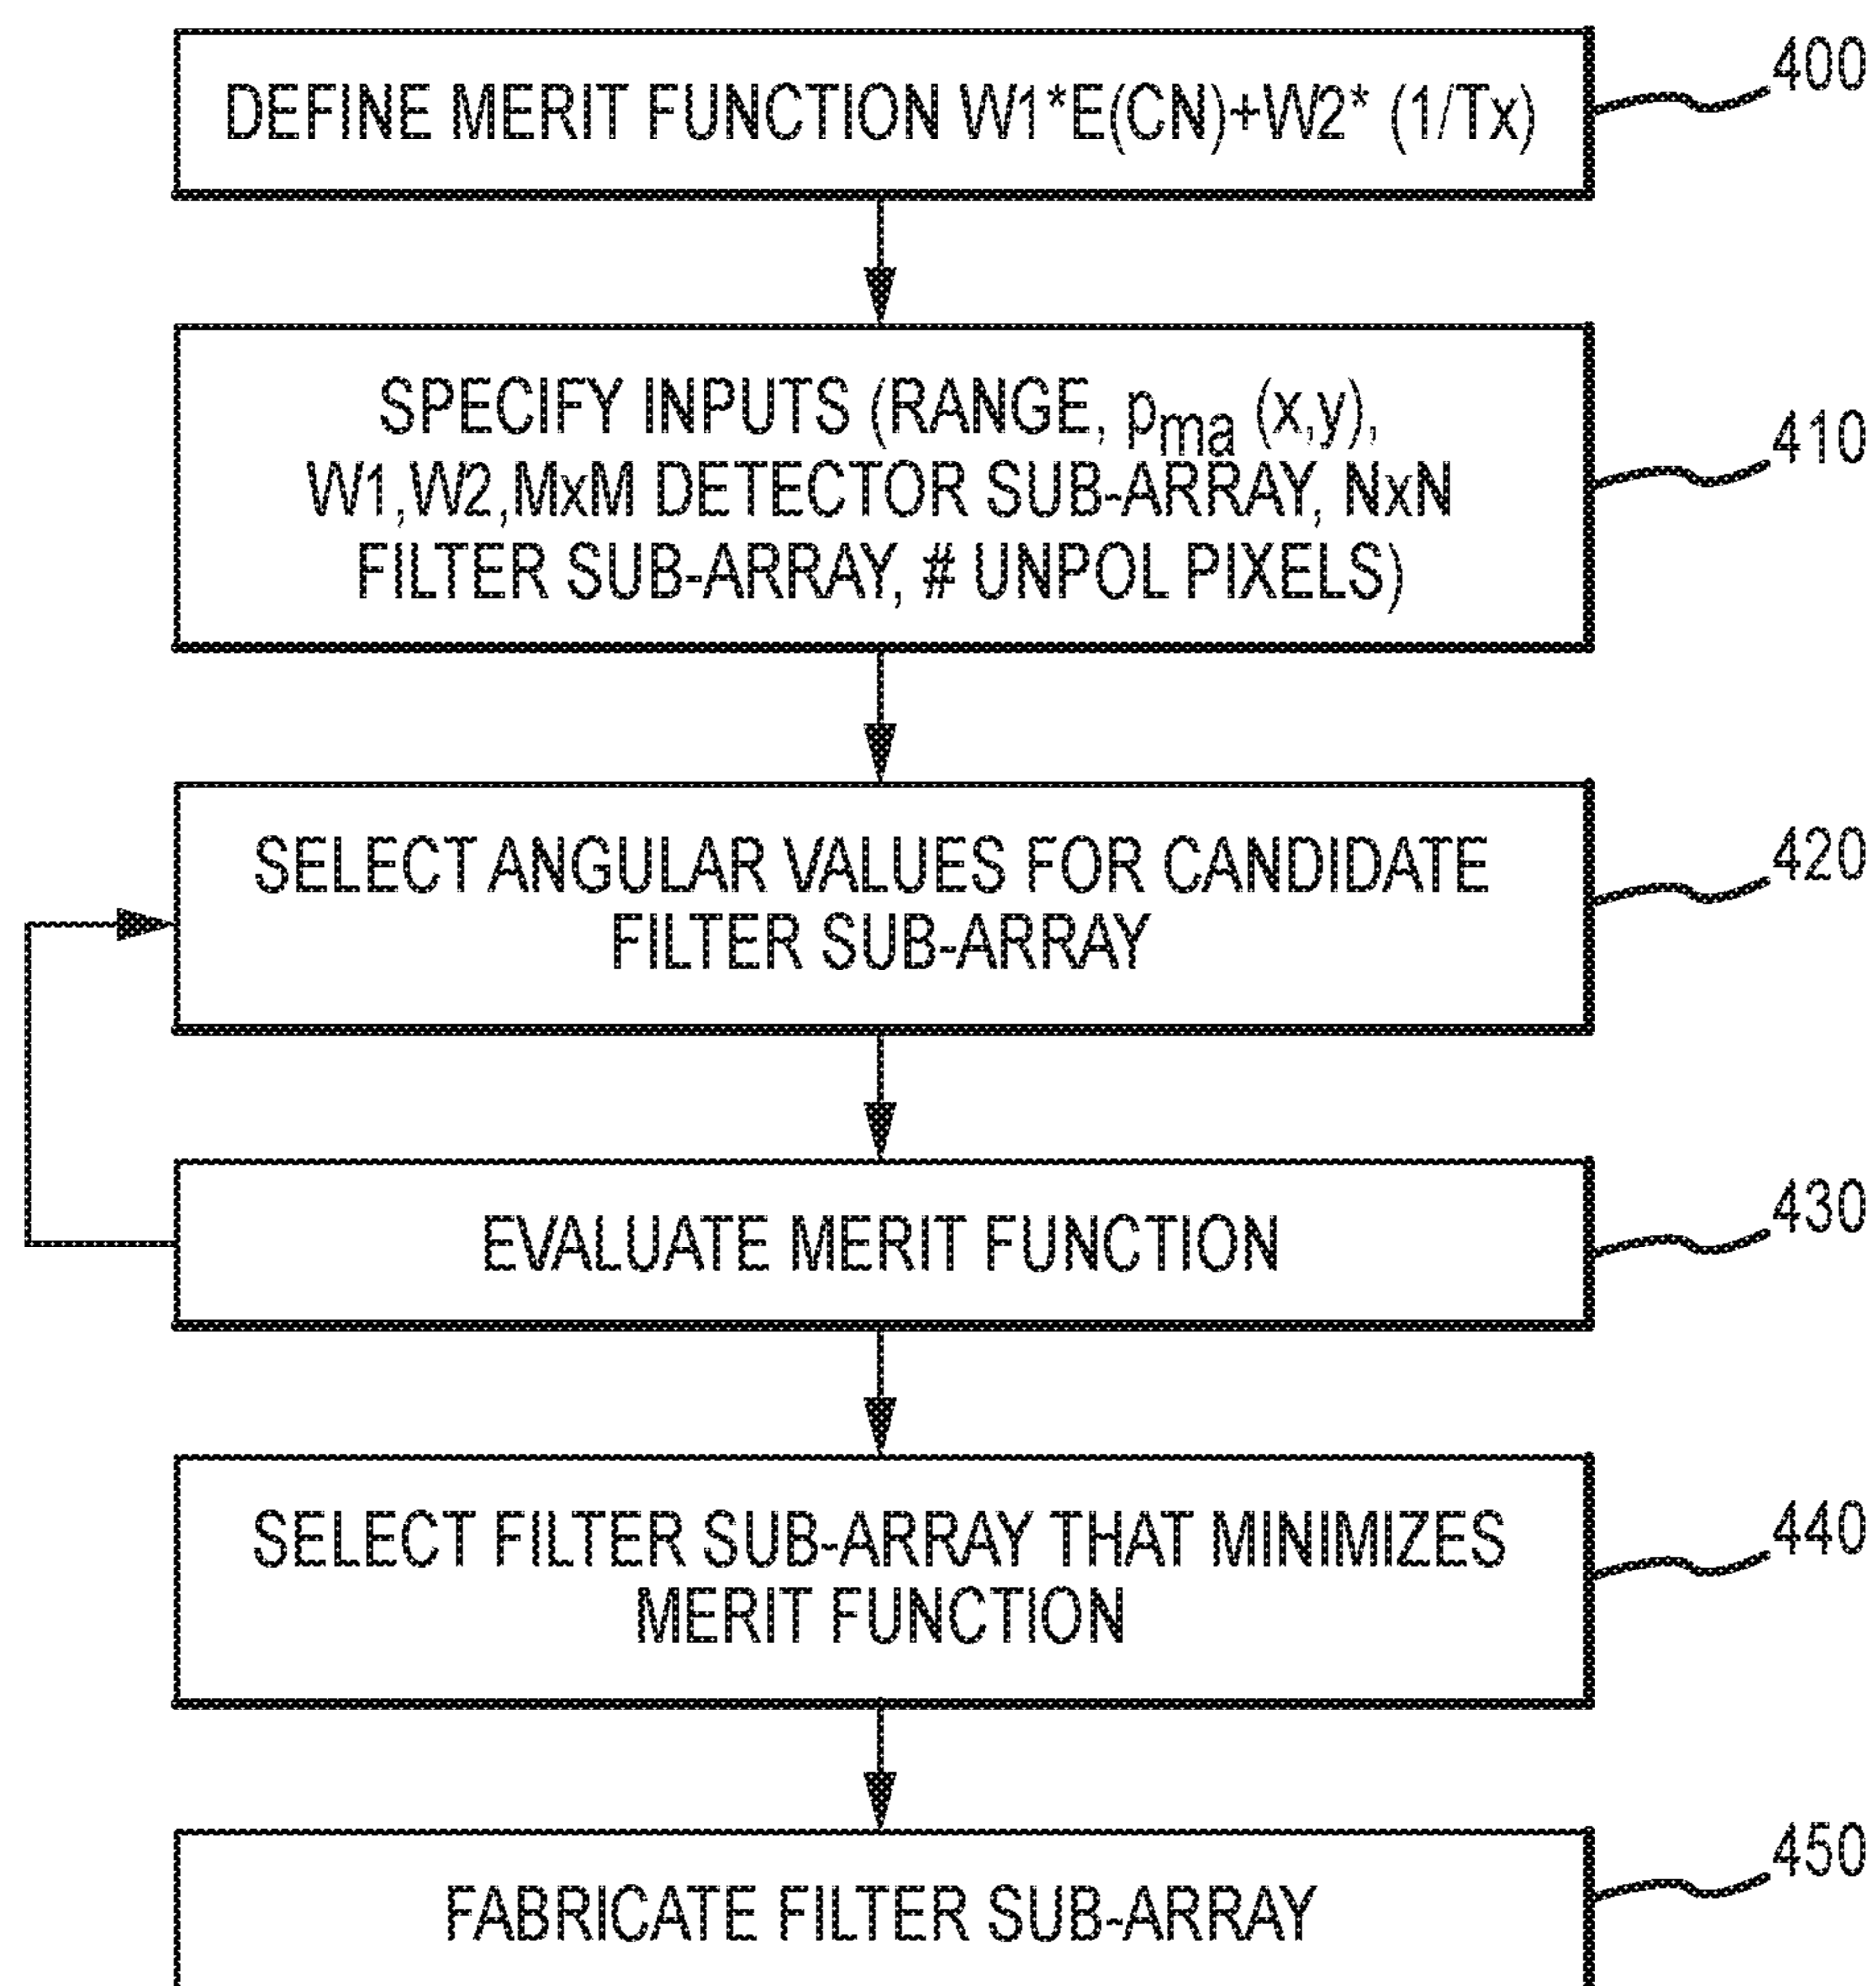 DEFINE MERIT FUNCTION W1*E(CN)+W2* (1/Tx)
400
SPECIFY INPUTS (RANGE, pma (x,y),
W1,W2,MxM DETECTOR SUB-ARRAY, NxN
FILTER SUB-ARRAY, # UNPOL PIXELS)
410
SELECT ANGULAR VALUES FOR CANDIDATE
FILTER SUB-ARRAY
420
EVALUATE MERIT FUNCTION
430
SELECT FILTER SUB-ARRAY THAT MINIMIZES
MERIT FUNCTION
440
FABRICATE FILTER SUB-ARRAY
450